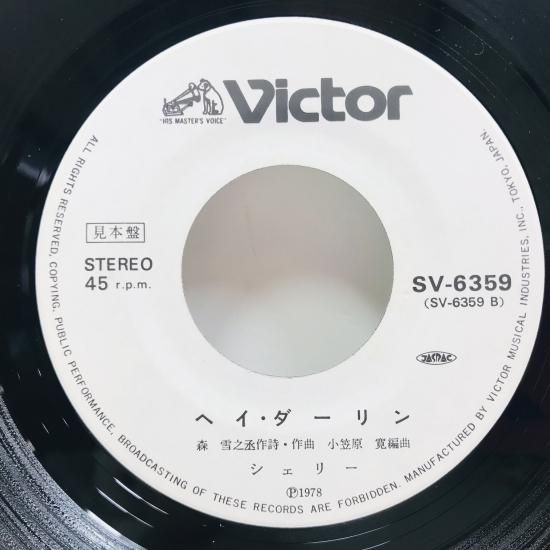 Victor
"HIS MASTER'S VOICE"
見本盤
STEREO
45 r.p.m.
SV-6359
(SV-6359 B)
JASRAC
ヘイ・ダーリン
森 雪之丞作詩・作曲 小笠原 寛編曲
シェリー
Ⓟ1978
ALL RIGHTS RESERVED. COPYING, PUBLIC PERFORMANCE, BROADCASTING OF THESE RECORDS ARE FORBIDDEN. MANUFACTURED BY VICTOR MUSICAL INDUSTRIES, INC., TOKYO, JAPAN.